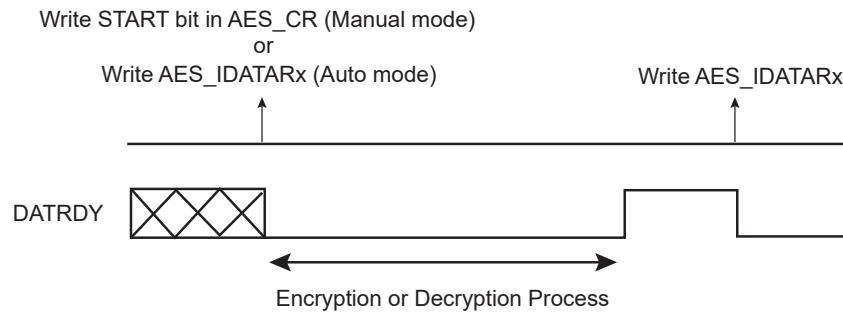 Write START bit in AES_CR (Manual mode)
or
Write AES_IDATARx (Auto mode)
Write AES_IDATARx
DATRDY
Encryption or Decryption Process